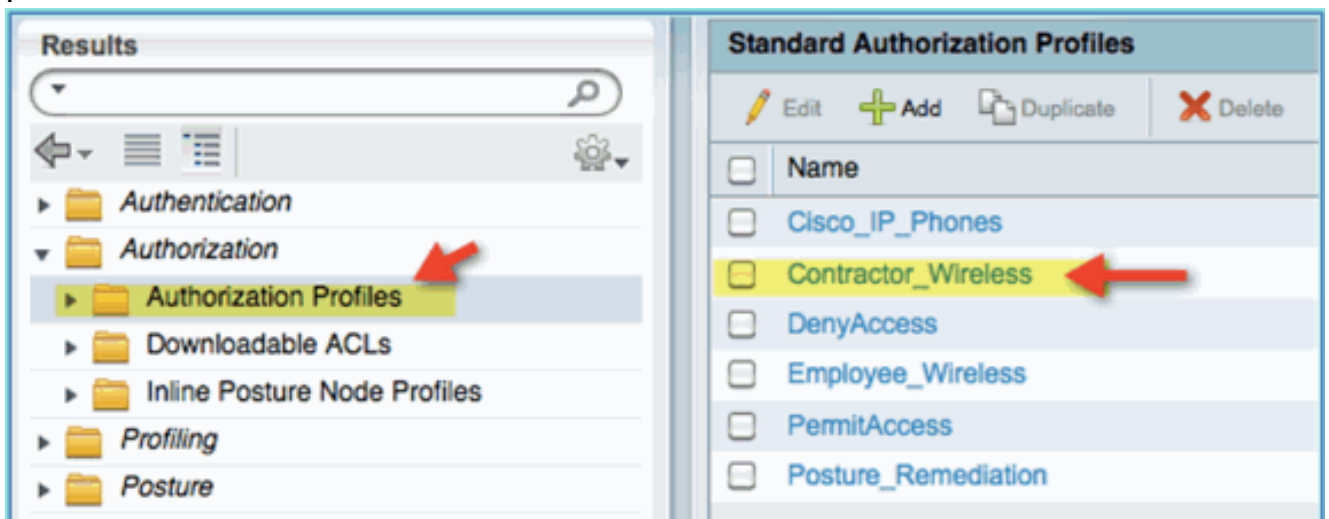 Results
Authentication
Authorization
Authorization Profiles
Downloadable ACLs
Inline Posture Node Profiles
Profiling
Posture
Standard Authorization Profiles
Edit Add Duplicate Delete
Name
Cisco_IP_Phones
Contractor_Wireless
DenyAccess
Employee_Wireless
PermitAccess
Posture_Remediation